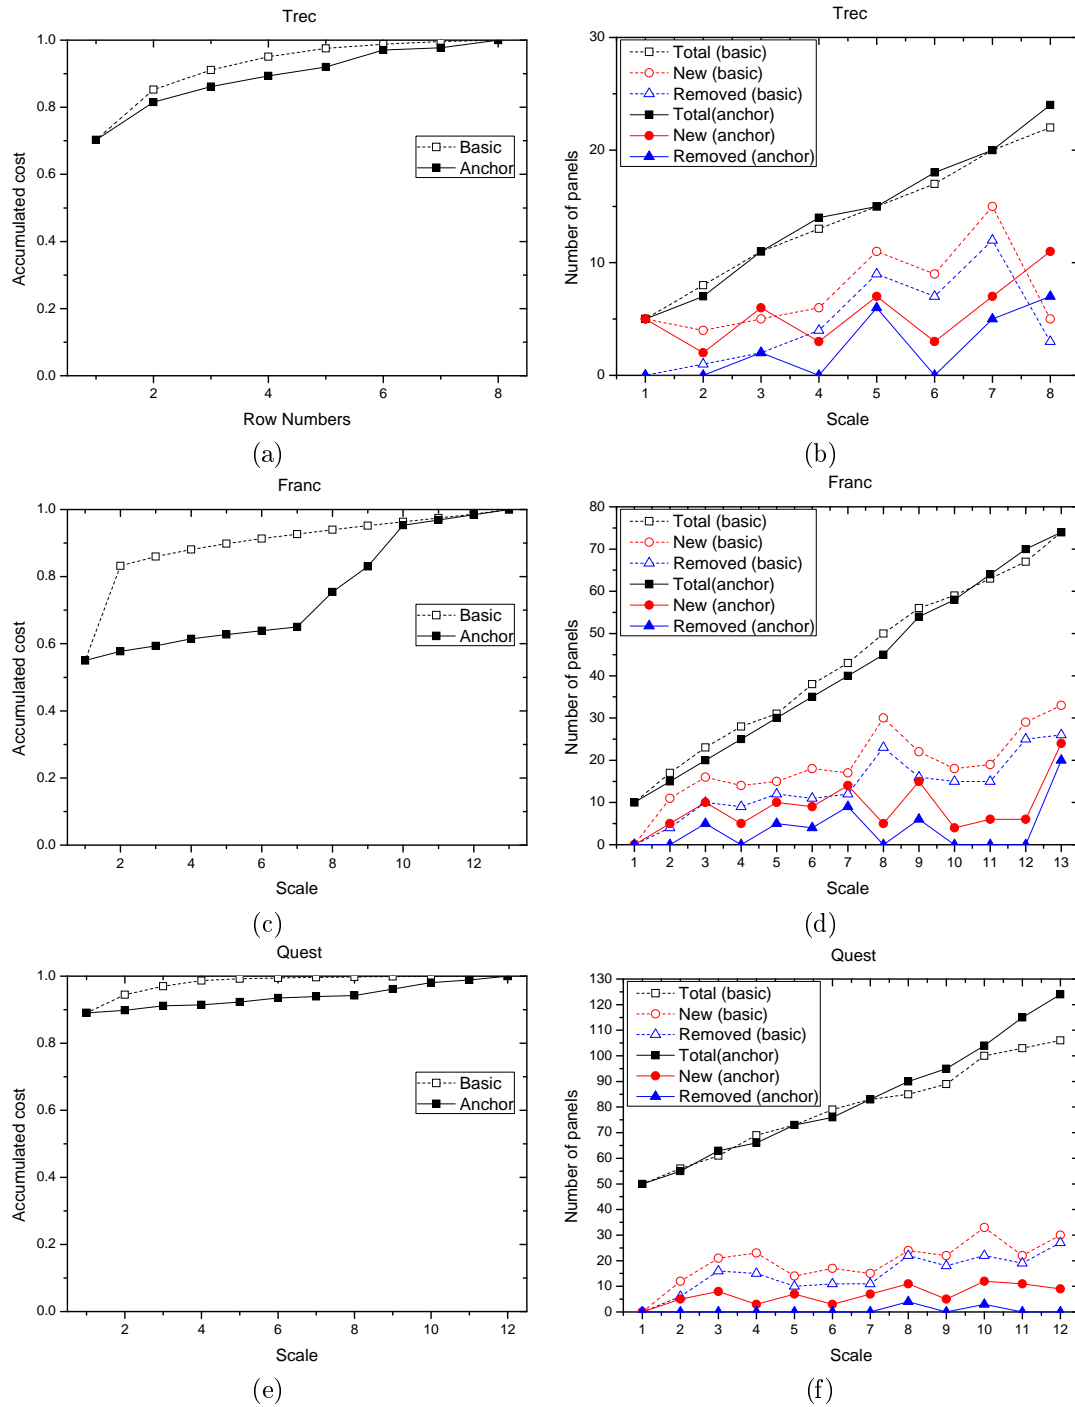 Trec
1.0
0.8
0.6
0.4
0.2
0.0
Accumulated cost
Basic
Anchor
2 4 6 8
Row Numbers
(a)
Trec
30
20
10
0
Number of panels
Total (basic)
New (basic)
Removed (basic)
Total(anchor)
New (anchor)
Removed (anchor)
1 2 3 4 5 6 7 8
Scale
(b)
Franc
1.0
0.8
0.6
0.4
0.2
0.0
Accumulated cost
Basic
Anchor
2 4 6 8 10 12
Scale
(c)
Franc
80
70
60
50
40
30
20
10
0
Number of panels
Total (basic)
New (basic)
Removed (basic)
Total(anchor)
New (anchor)
Removed (anchor)
1 2 3 4 5 6 7 8 9 10 11 12 13
Scale
(d)
Quest
1.0
0.8
0.6
0.4
0.2
0.0
Accumulated cost
Basic
Anchor
2 4 6 8 10 12
Scale
(e)
Quest
130
120
110
100
90
80
70
60
50
40
30
20
10
0
Number of panels
Total (basic)
New (basic)
Removed (basic)
Total(anchor)
New (anchor)
Removed (anchor)
1 2 3 4 5 6 7 8 9 10 11 12
Scale
(f)